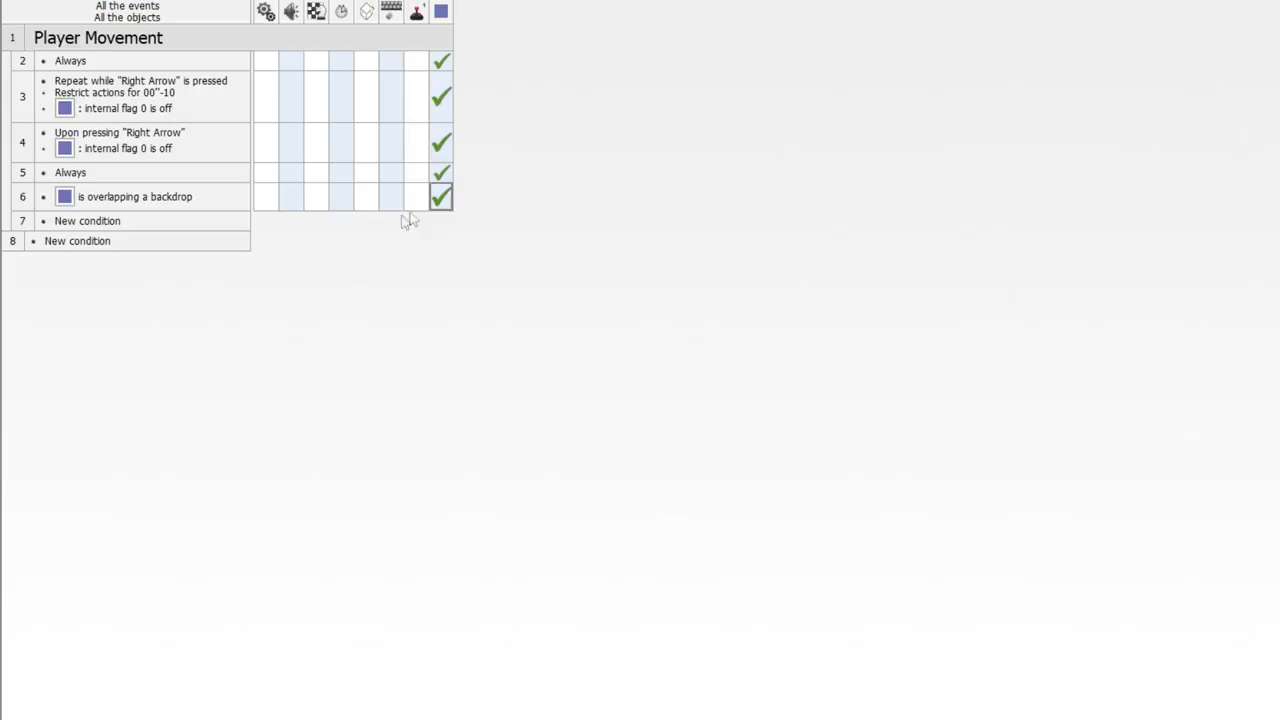 All the events
All the objects
1 Player Movement
2 • Always
3 • Repeat while "Right Arrow" is pressed
• Restrict actions for 00"-10
• : internal flag 0 is off
4 • Upon pressing "Right Arrow"
• : internal flag 0 is off
5 • Always
6 • is overlapping a backdrop
7 • New condition
8 • New condition